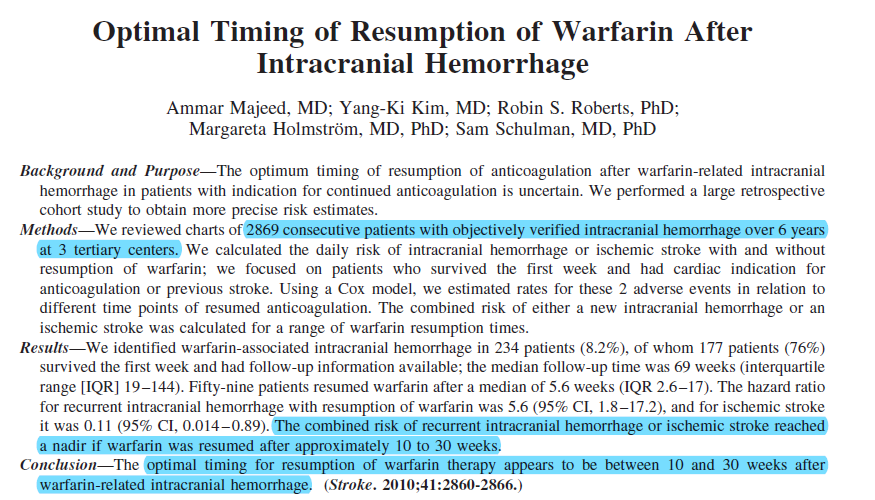 Optimal Timing of Resumption of Warfarin After
Intracranial Hemorrhage
Ammar Majeed, MD; Yang-Ki Kim, MD; Robin S. Roberts, PhD;
Margareta Holmström, MD, PhD; Sam Schulman, MD, PhD
Background and Purpose—The optimum timing of resumption of anticoagulation after warfarin-related intracranial
hemorrhage in patients with indication for continued anticoagulation is uncertain. We performed a large retrospective
cohort study to obtain more precise risk estimates.
Methods—We reviewed charts of 2869 consecutive patients with objectively verified intracranial hemorrhage over 6 years
at 3 tertiary centers. We calculated the daily risk of intracranial hemorrhage or ischemic stroke with and without
resumption of warfarin; we focused on patients who survived the first week and had cardiac indication for
anticoagulation or previous stroke. Using a Cox model, we estimated rates for these 2 adverse events in relation to
different time points of resumed anticoagulation. The combined risk of either a new intracranial hemorrhage or an
ischemic stroke was calculated for a range of warfarin resumption times.
Results—We identified warfarin-associated intracranial hemorrhage in 234 patients (8.2%), of whom 177 patients (76%)
survived the first week and had follow-up information available; the median follow-up time was 69 weeks (interquartile
range [IQR] 19–144). Fifty-nine patients resumed warfarin after a median of 5.6 weeks (IQR 2.6–17). The hazard ratio
for recurrent intracranial hemorrhage with resumption of warfarin was 5.6 (95% CI, 1.8–17.2), and for ischemic stroke
it was 0.11 (95% CI, 0.014–0.89). The combined risk of recurrent intracranial hemorrhage or ischemic stroke reached
a nadir if warfarin was resumed after approximately 10 to 30 weeks.
Conclusion—The optimal timing for resumption of warfarin therapy appears to be between 10 and 30 weeks after
warfarin-related intracranial hemorrhage. (Stroke. 2010;41:2860-2866.)